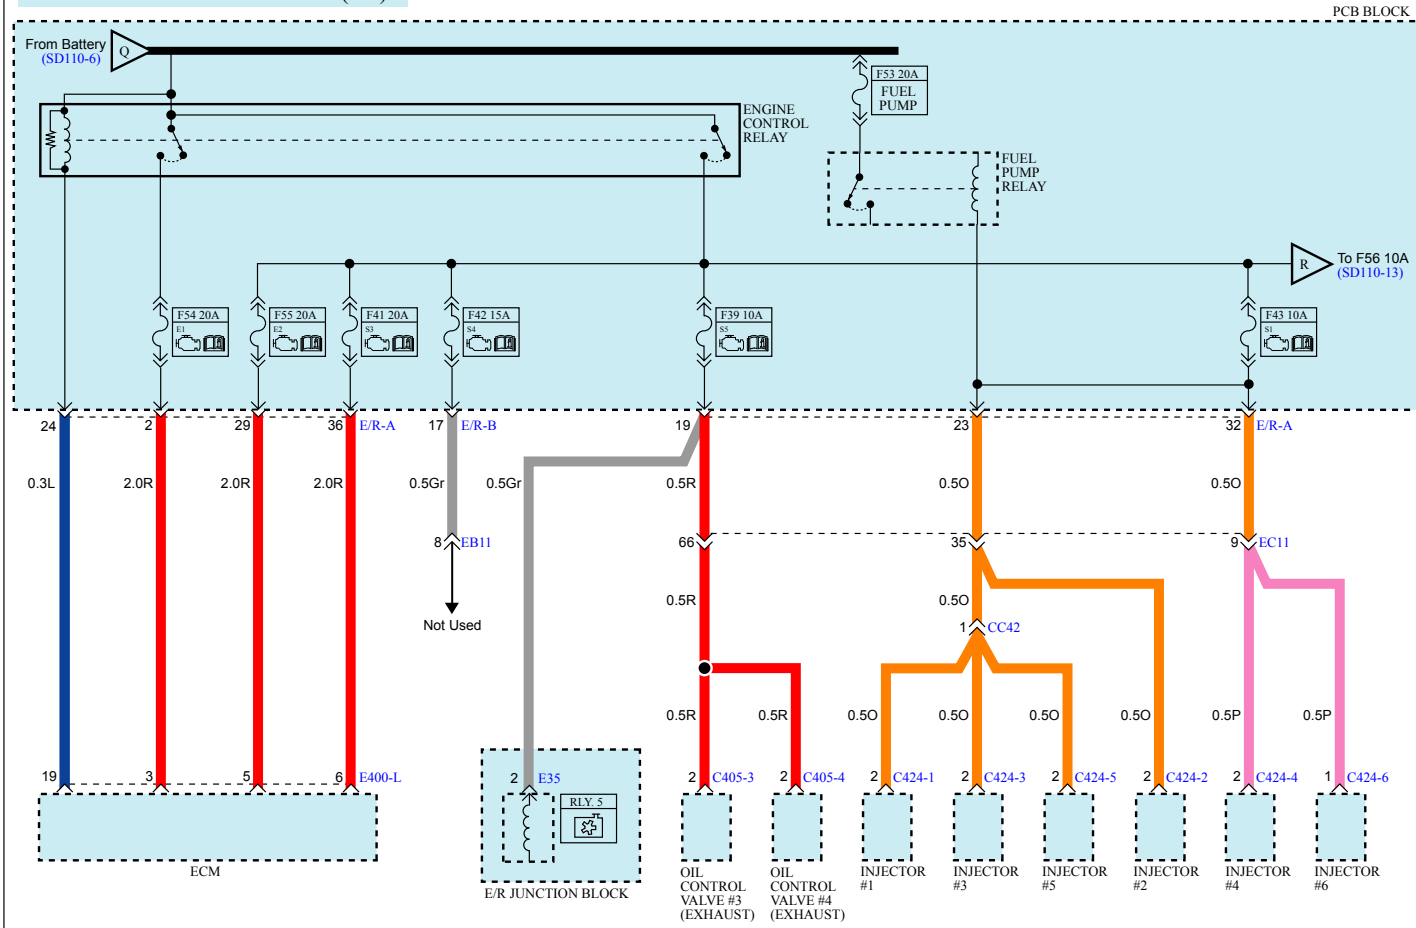 PCB BLOCK
From Battery
(SD110-6)
Q
F53 20A
FUEL
PUMP
ENGINE
CONTROL
RELAY
FUEL
PUMP
RELAY
R
To F56 10A
(SD110-13)
F54 20A
E1
F55 20A
E2
F41 20A
S3
F42 15A
S4
F39 10A
S5
F43 10A
S1
24
2
29
36
E/R-A
17
E/R-B
19
23
32
E/R-A
0.3L
2.0R
2.0R
2.0R
0.5Gr
0.5Gr
0.5R
0.5O
0.5O
8
EB11
66
35
9
EC11
Not Used
0.5R
0.5O
1
CC42
0.5R
0.5R
0.5O
0.5O
0.5O
0.5O
0.5P
0.5P
19
3
5
6
E400-L
2
E35
2
C405-3
2
C405-4
2
C424-1
2
C424-3
2
C424-5
2
C424-2
2
C424-4
1
C424-6
RLY. 5
ECM
E/R JUNCTION BLOCK
OIL
CONTROL
VALVE #3
(EXHAUST)
OIL
CONTROL
VALVE #4
(EXHAUST)
INJECTOR
#1
INJECTOR
#3
INJECTOR
#5
INJECTOR
#2
INJECTOR
#4
INJECTOR
#6